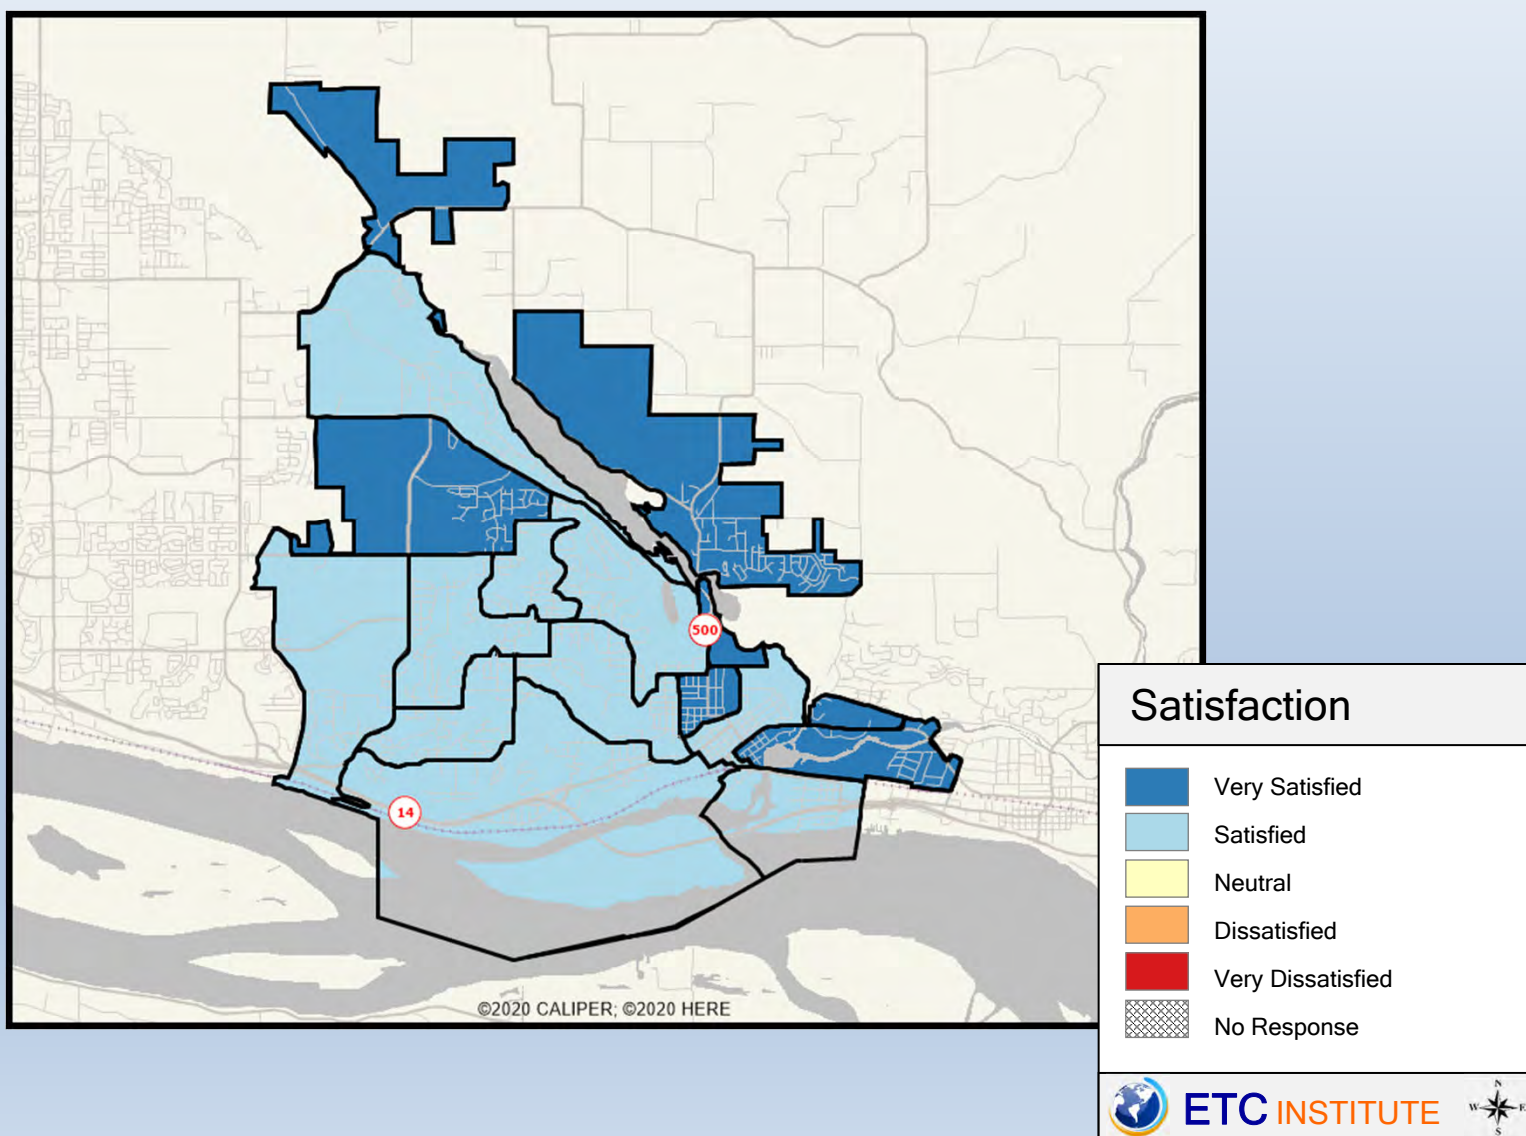 500
14
©2020 CALIPER; ©2020 HERE
Satisfaction
Very Satisfied
Satisfied
Neutral
Dissatisfied
Very Dissatisfied
No Response
ETC INSTITUTE
N
W E
S